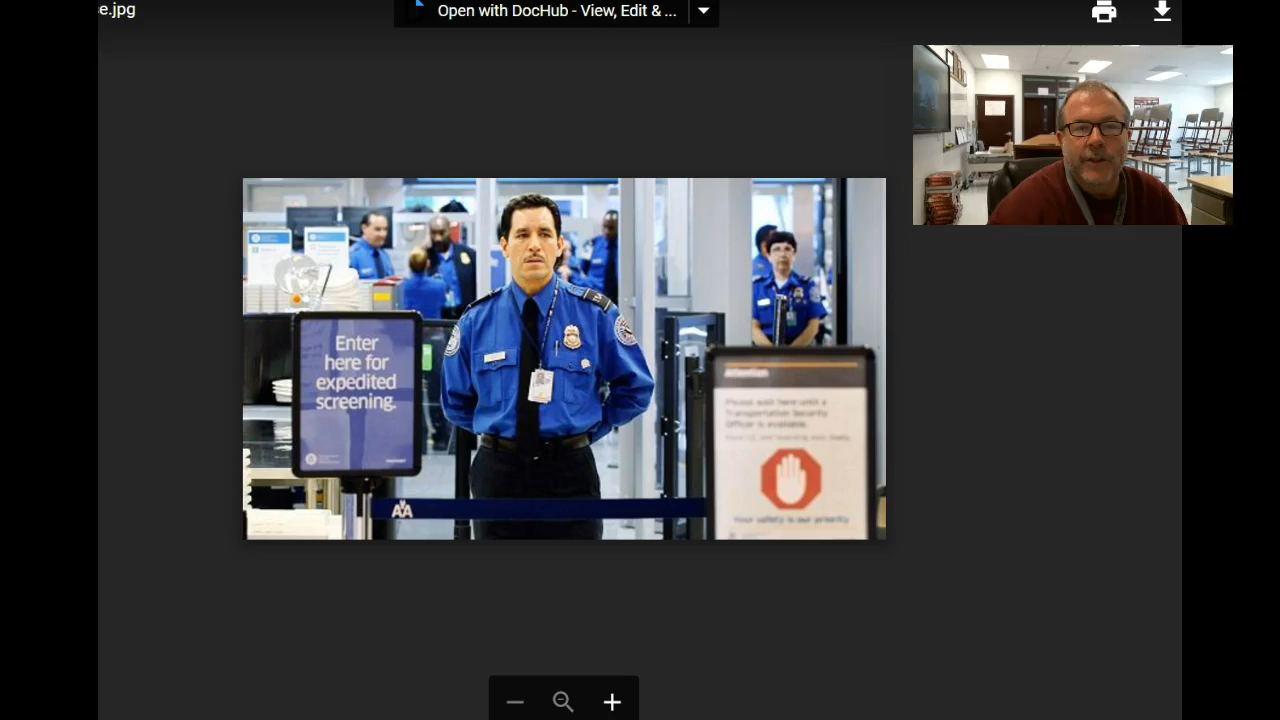 e.jpg
Open with DocHub - View, Edit & ...
Enter
here for
expedited
screening.
AA
Attention
Please wait here until a
Transportation Security
Officer is available.
Your safety is our priority